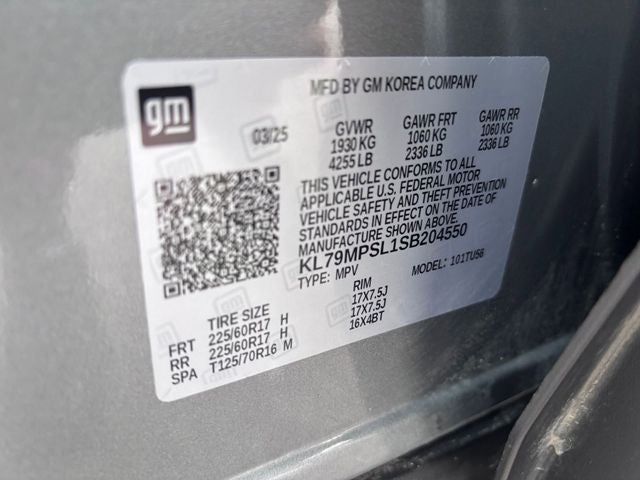 gm
MFD BY GM KOREA COMPANY
03/25 GVWR GAWR FRT GAWR RR
1930 KG 1060 KG 1060 KG
4255 LB 2336 LB 2336 LB
THIS VEHICLE CONFORMS TO ALL
APPLICABLE U.S. FEDERAL MOTOR
VEHICLE SAFETY AND THEFT PREVENTION
STANDARDS IN EFFECT ON THE DATE OF
MANUFACTURE SHOWN ABOVE.
KL79MPSL1SB204550
TYPE: MPV MODEL: 101TU56
TIRE SIZE RIM
FRT 225/60R17 H 17X7.5J
RR 225/60R17 H 17X7.5J
SPA T125/70R16 M 16X4BT